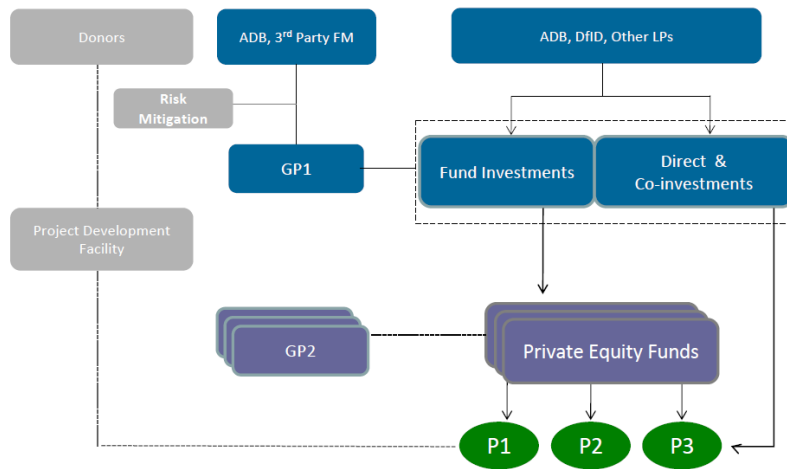 Donors
ADB, 3rd Party FM
ADB, DfID, Other LPs
Risk
Mitigation
GP1
Fund Investments
Direct &
Co-investments
Project Development
Facility
GP2
Private Equity Funds
P1
P2
P3